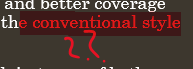 and better coverage
the conventional style
??